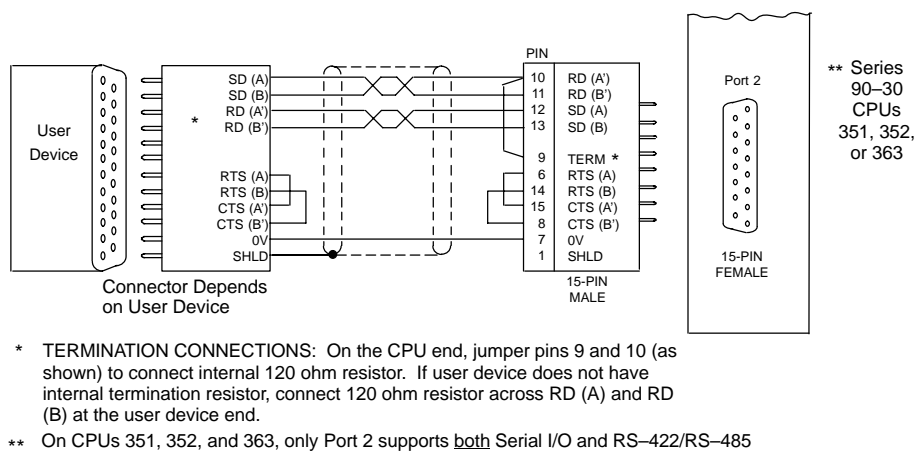 User
Device
*
SD (A)
SD (B)
RD (A')
RD (B')
RTS (A)
RTS (B)
CTS (A')
CTS (B')
0V
SHLD
Connector Depends
on User Device
PIN
10 RD (A')
11 RD (B')
12 SD (A)
13 SD (B)
9 TERM *
6 RTS (A)
14 RTS (B)
15 CTS (A')
8 CTS (B')
7 0V
1 SHLD
15-PIN
MALE
Port 2
15-PIN
FEMALE
** Series
90–30
CPUs
351, 352,
or 363
* TERMINATION CONNECTIONS: On the CPU end, jumper pins 9 and 10 (as
shown) to connect internal 120 ohm resistor. If user device does not have
internal termination resistor, connect 120 ohm resistor across RD (A) and RD
(B) at the user device end.
** On CPUs 351, 352, and 363, only Port 2 supports both Serial I/O and RS–422/RS–485